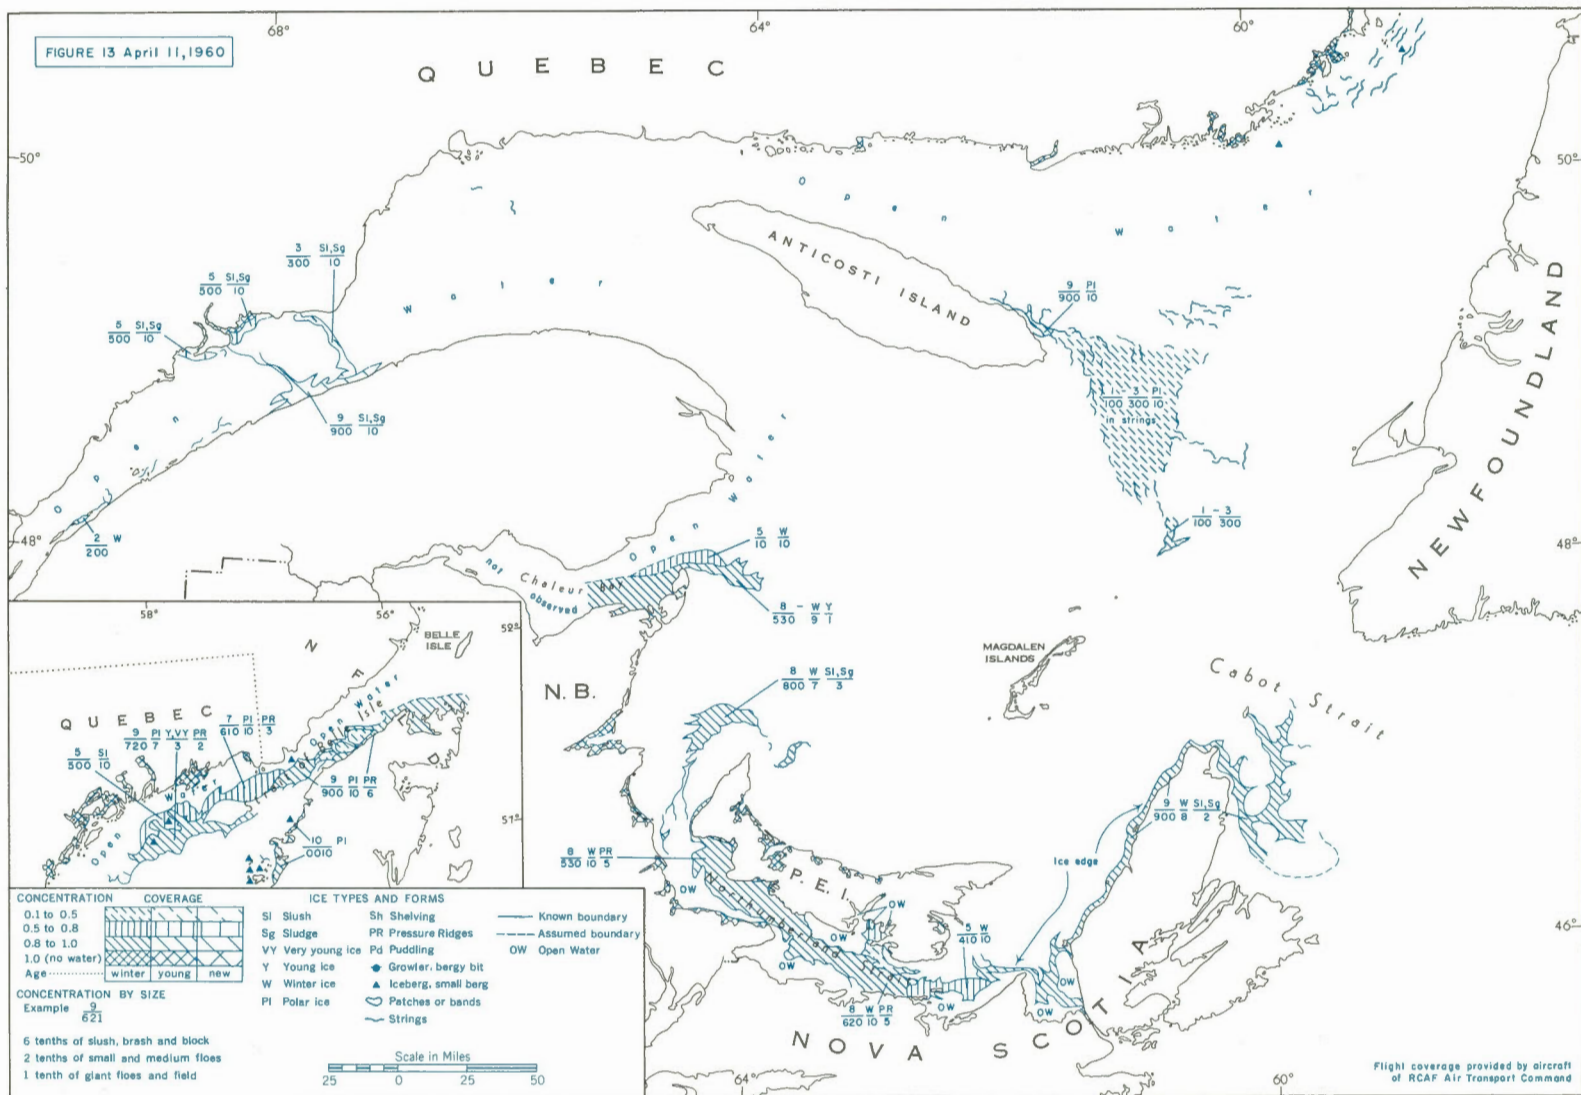 68°
64°
60°
FIGURE 13 April 11,1960
QUEBEC
50°
50°
Open Water
ANTICOSTI ISLAND
3 Sl,Sg
300 10
5 Sl,Sg
500 10
5 Sl,Sg
500 10
Water
9 Pl
900 10
9 Sl,Sg
900 10
1 - 3 Pl
100 300 10
in strings
Open
1 - 3
100 300
NEWFOUNDLAND
2 W
200
48°
48°
Open Water
5 W
10 10
not
observed
Chaleur Bay
8 - W Y
530 9 1
MAGDALEN
ISLANDS
Cabot Strait
N.B.
8 W Sl,Sg
800 7 3
9 W Sl,Sg
900 8 2
Ice edge
8 W PR
530 10 5
OW
P. E. I.
OW
Northumberland Str.
OW
OW
5 W
410 10
46°
OW
OW
OW
8 W PR
620 10 5
NOVA SCOTIA
64°
60°
58°
56°
52°
BELLE
ISLE
NFLD
QUEBEC
Open Water
Strait of Belle Isle
7 Pl PR
610 10 3
9 Pl Y,VY PR
720 7 3 2
5 Sl
500 10
Open Water
9 Pl PR
900 10 6
51°
10 Pl
0010
CONCENTRATION COVERAGE
0.1 to 0.5
0.5 to 0.8
0.8 to 1.0
1.0 (no water)
Age winter young new
CONCENTRATION BY SIZE
Example 9
621
6 tenths of slush, brash and block
2 tenths of small and medium floes
1 tenth of giant floes and field
ICE TYPES AND FORMS
Sl Slush
Sg Sludge
VY Very young ice
Y Young ice
W Winter ice
Pl Polar ice
Sh Shelving
PR Pressure Ridges
Pd Puddling
Growler, bergy bit
Iceberg, small berg
Patches or bands
Strings
Known boundary
Assumed boundary
OW Open Water
Scale in Miles
25 0 25 50
Flight coverage provided by aircraft
of RCAF Air Transport Command